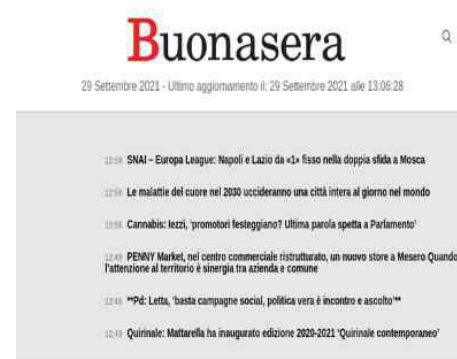 Buonasera
29 Settembre 2021 - Ultimo aggiornamento il: 29 Settembre 2021 alle 13:06:28
SNAI – Europa League: Napoli e Lazio da «1» fisso nella doppia sfida a Mosca
Le malattie del cuore nel 2030 uccideranno una città intera al giorno nel mondo
Cannabis: Iezzi, ‘promotori festeggiano? Ultima parola spetta a Parlamento’
12:49 PENNY Market, nel centro commerciale ristrutturato, un nuovo store a Mesero Quando
l’attenzione al territorio è sinergia tra azienda e comune
**Pd: Letta, ‘basta campagne social, politica vera è incontro e ascolto’**
Quirinale: Mattarella ha inaugurato edizione 2020-2021 ‘Quirinale contemporaneo’